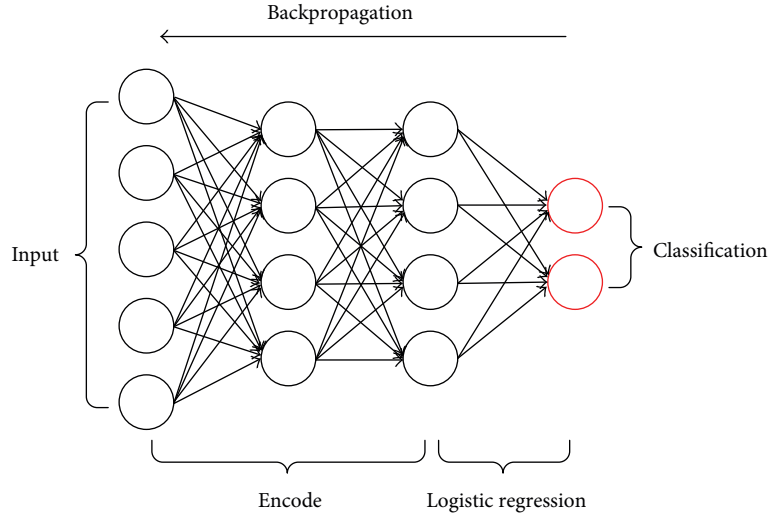 Backpropagation
Input
Classification
Encode
Logistic regression